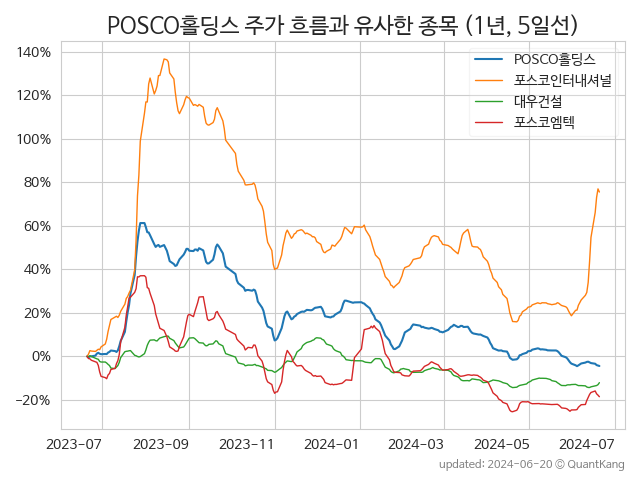 POSCO홀딩스 주가 흐름과 유사한 종목 (1년, 5일선)
POSCO홀딩스
포스코인터내셔널
대우건설
포스코엠텍
140%
120%
100%
80%
60%
40%
20%
0%
−20%
2023-07 2023-09 2023-11 2024-01 2024-03 2024-05 2024-07
updated: 2024-06-20 © QuantKang